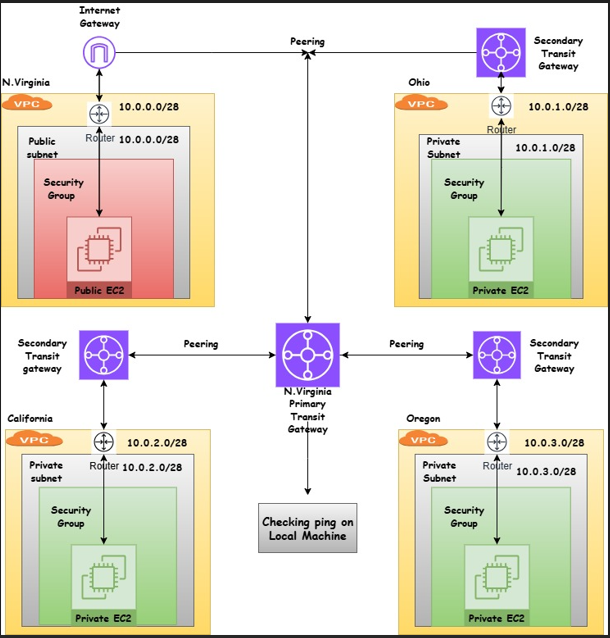 Internet
Gateway
Peering
Secondary
Transit
Gateway
N.Virginia
VPC
10.0.0.0/28
Router
10.0.0.0/28
Public
subnet
Security
Group
Public EC2
Ohio
VPC
10.0.1.0/28
Router
Private
Subnet
10.0.1.0/28
Security
Group
Private EC2
Secondary
Transit
gateway
Peering
N.Virginia
Primary
Transit
Gateway
Peering
Secondary
Transit
Gateway
California
VPC
10.0.2.0/28
Router
10.0.2.0/28
Private
subnet
Security
Group
Private EC2
Checking ping on
Local Machine
Oregon
VPC
10.0.3.0/28
Router
Private
Subnet
10.0.3.0/28
Security
Group
Private EC2